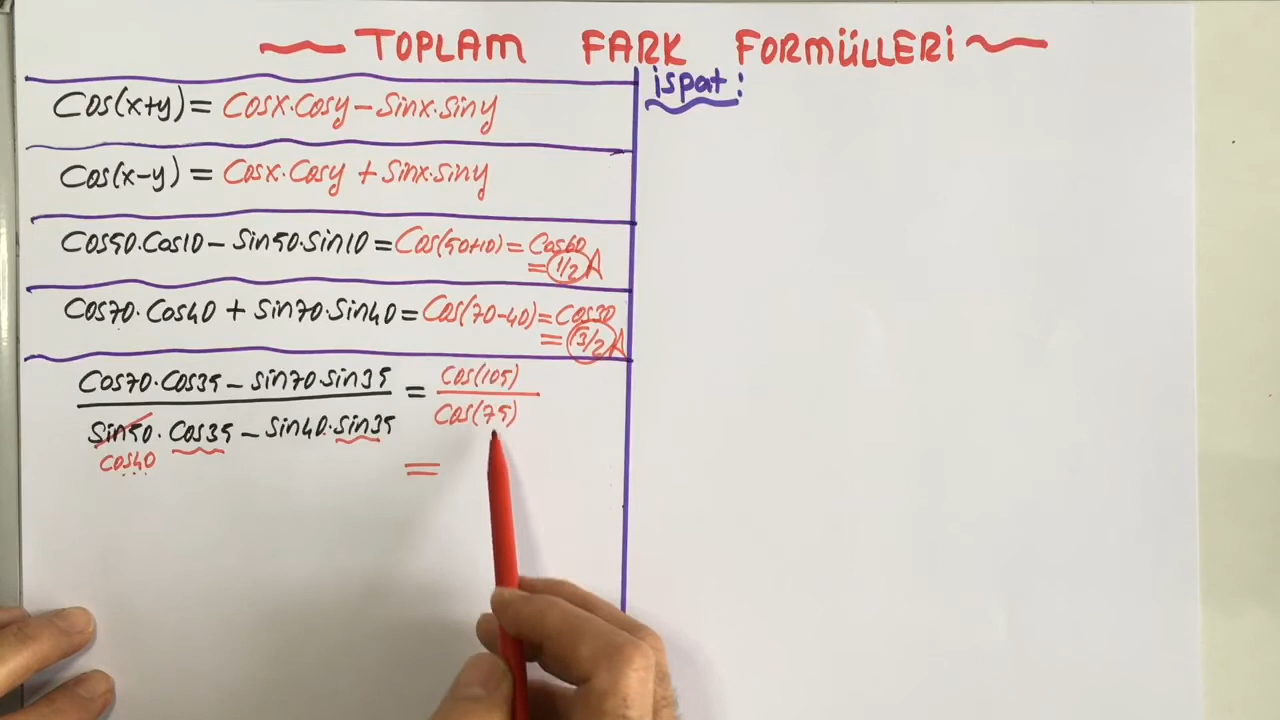 TOPLAM FARK FORMÜLLERİ
Cos(x+y) = Cosx.Cosy - Sinx.Siny
Cos(x-y) = Cosx.Cosy + Sinx.Siny
Cos50.Cos10 - Sin50.Sin10 = Cos(50+10) = Cos60
= 1/2
Cos70.Cos40 + Sin70.Sin40 = Cos(70-40) = Cos30
= √3/2
Cos70.Cos35 - Sin70.Sin35 = Cos(105)
Sin50.Cos35 - Sin40.Sin35 Cos(75)
Cos40
=
ispat: